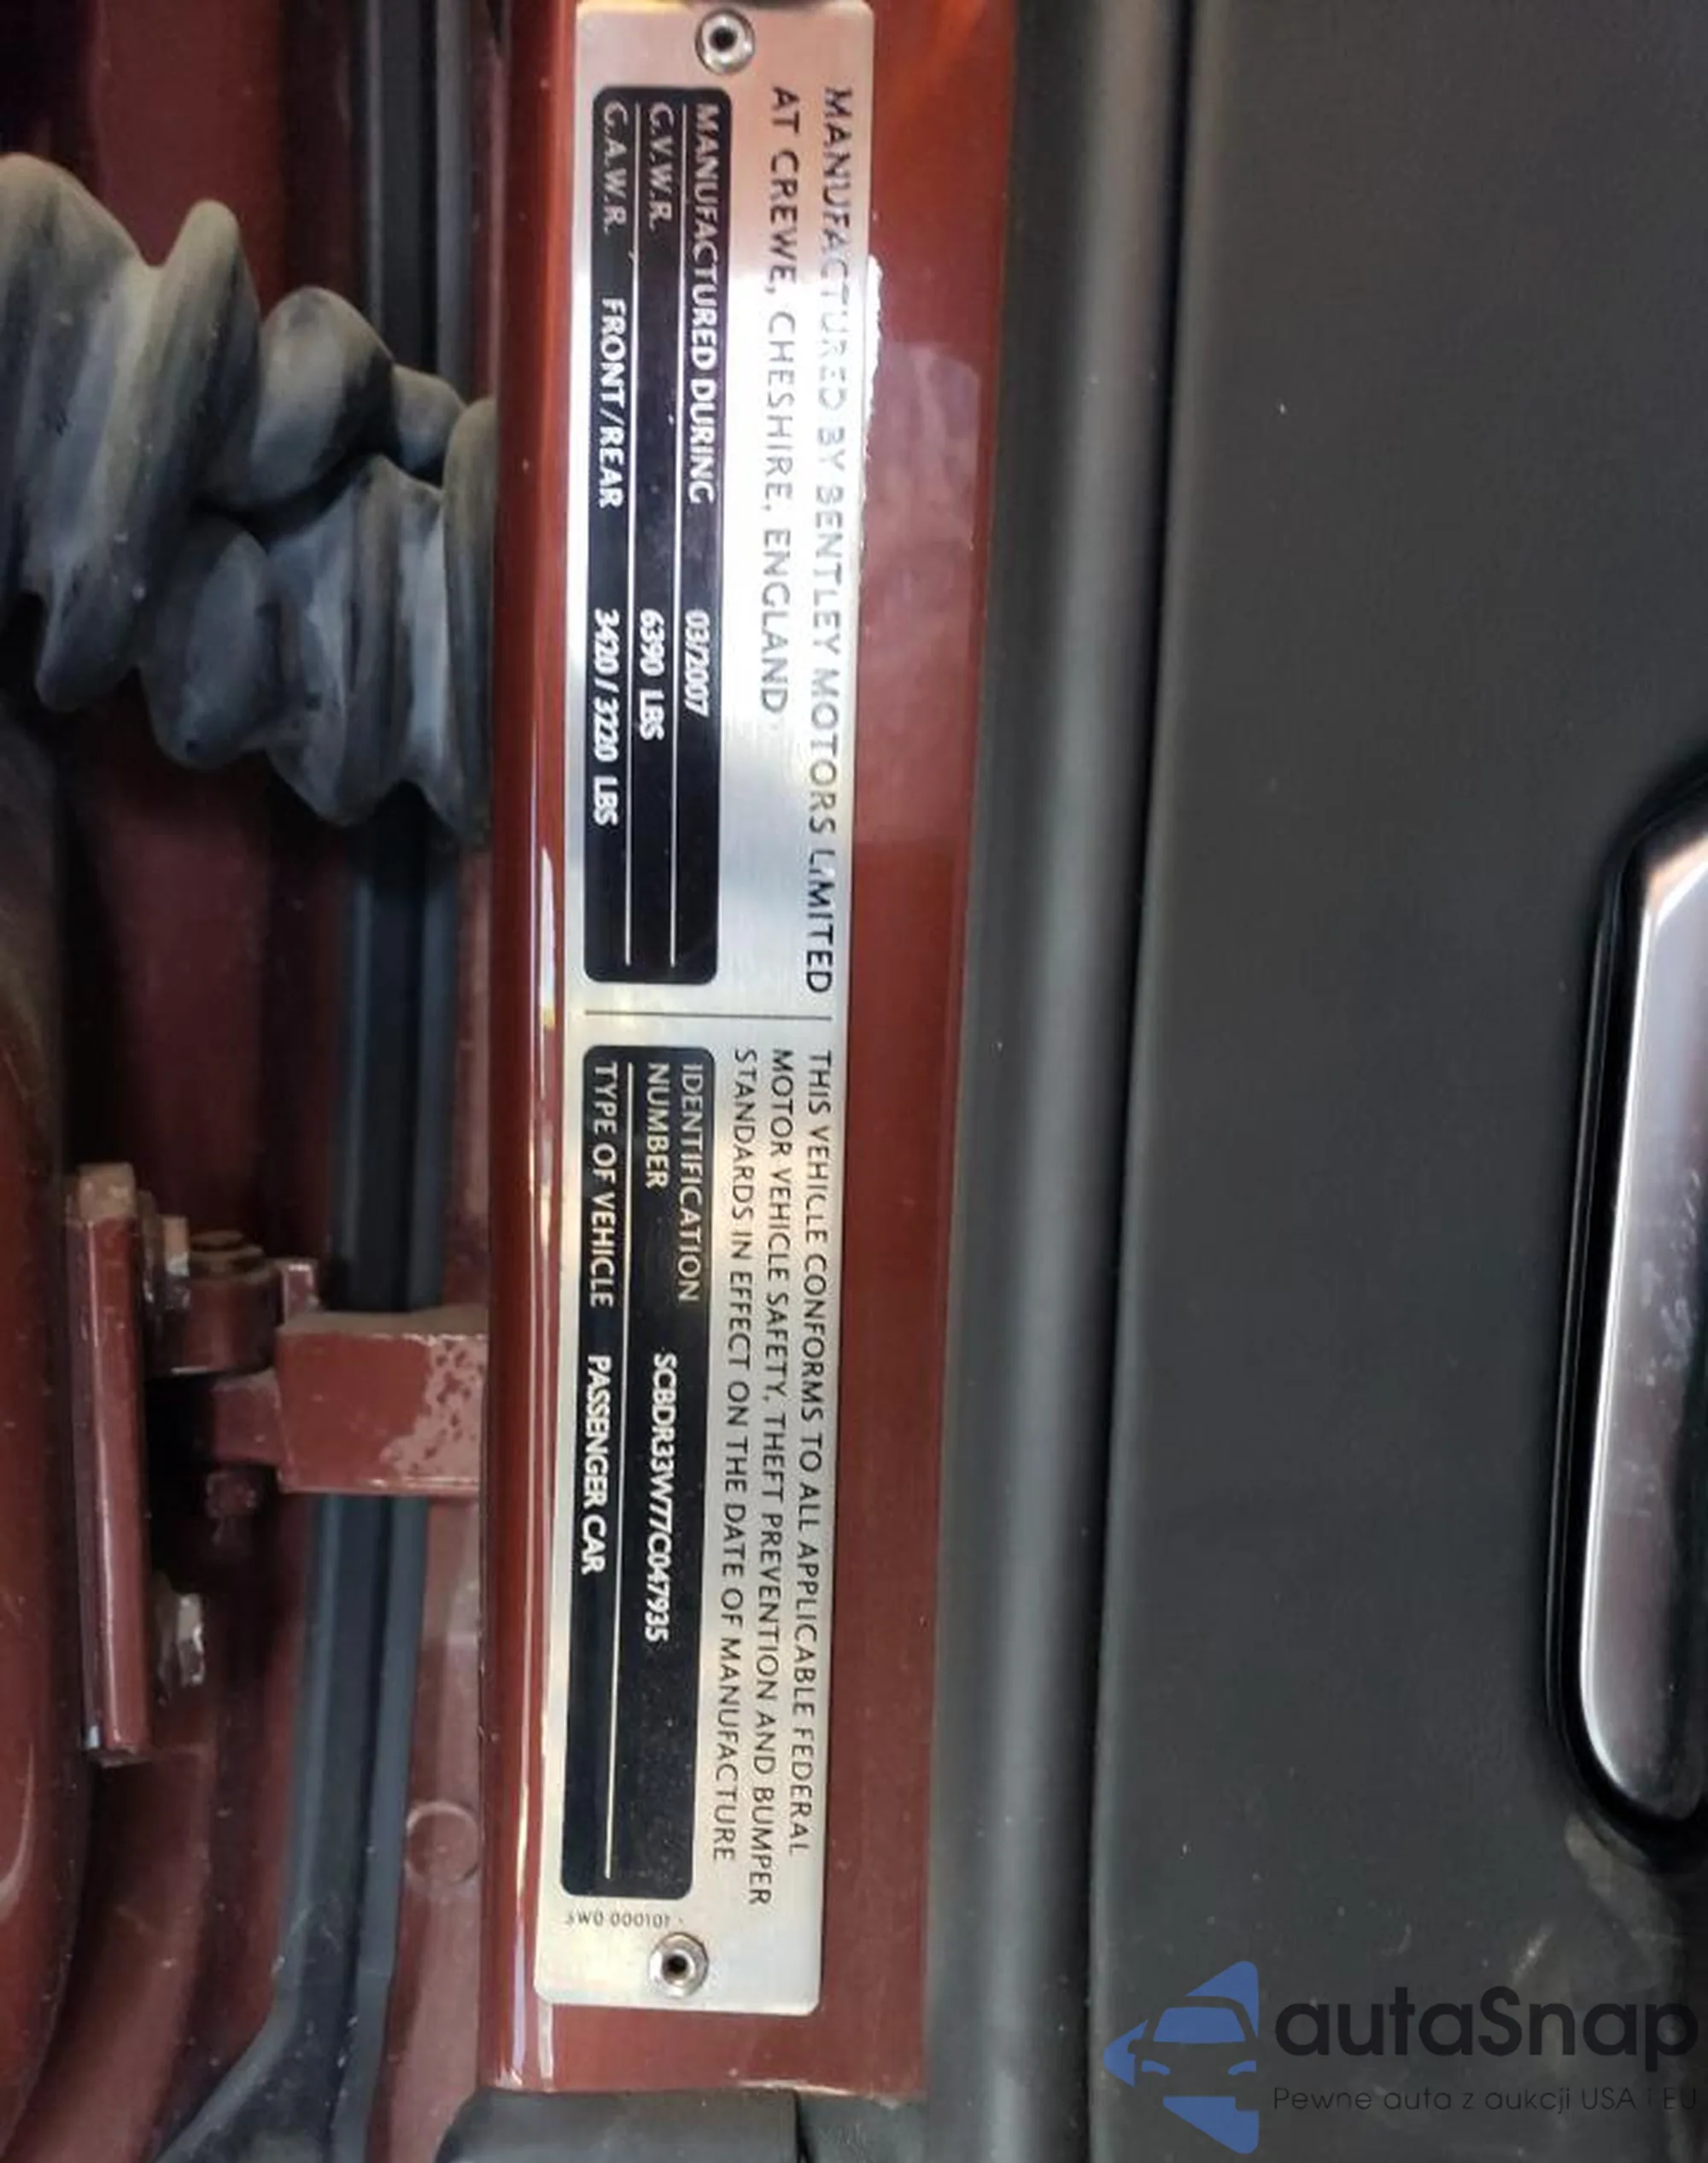 MANUFACTURED BY BENTLEY MOTORS LIMITED
AT CREWE, CHESHIRE, ENGLAND
MANUFACTURED DURING 03/2007
G.V.W.R. 6390 LBS
G.A.W.R. FRONT/REAR 3420/3220 LBS
THIS VEHICLE CONFORMS TO ALL APPLICABLE FEDERAL
MOTOR VEHICLE SAFETY, THEFT PREVENTION AND BUMPER
STANDARDS IN EFFECT ON THE DATE OF MANUFACTURE
IDENTIFICATION
NUMBER SCBDR33W77C047935
TYPE OF VEHICLE PASSENGER CAR
3W0 000101
autaSnap
Pewne auta z aukcji USA i EU